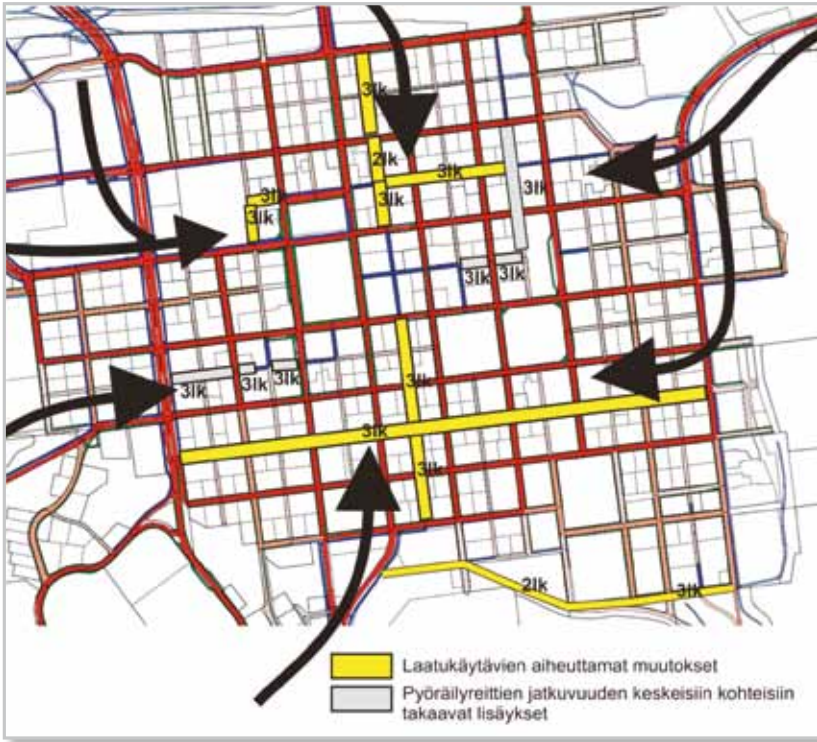 3lk
2lk
3lk
3lk
3lk
3lk
3lk
3lk
3lk
3lk
3lk
3lk
3lk
3lk
3lk
2lk
3lk
Laatukäytävien aiheuttamat muutokset
Pyöräilyreittien jatkuvuuden keskeisiin kohteisiin
takaavat lisäykset